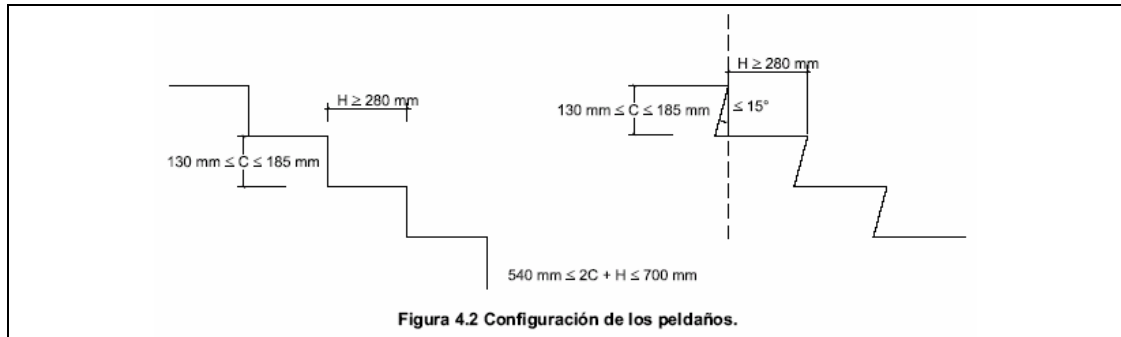 H ≥ 280 mm
130 mm ≤ C ≤ 185 mm
H ≥ 280 mm
130 mm ≤ C ≤ 185 mm
≤ 15°
540 mm ≤ 2C + H ≤ 700 mm
Figura 4.2 Configuración de los peldaños.